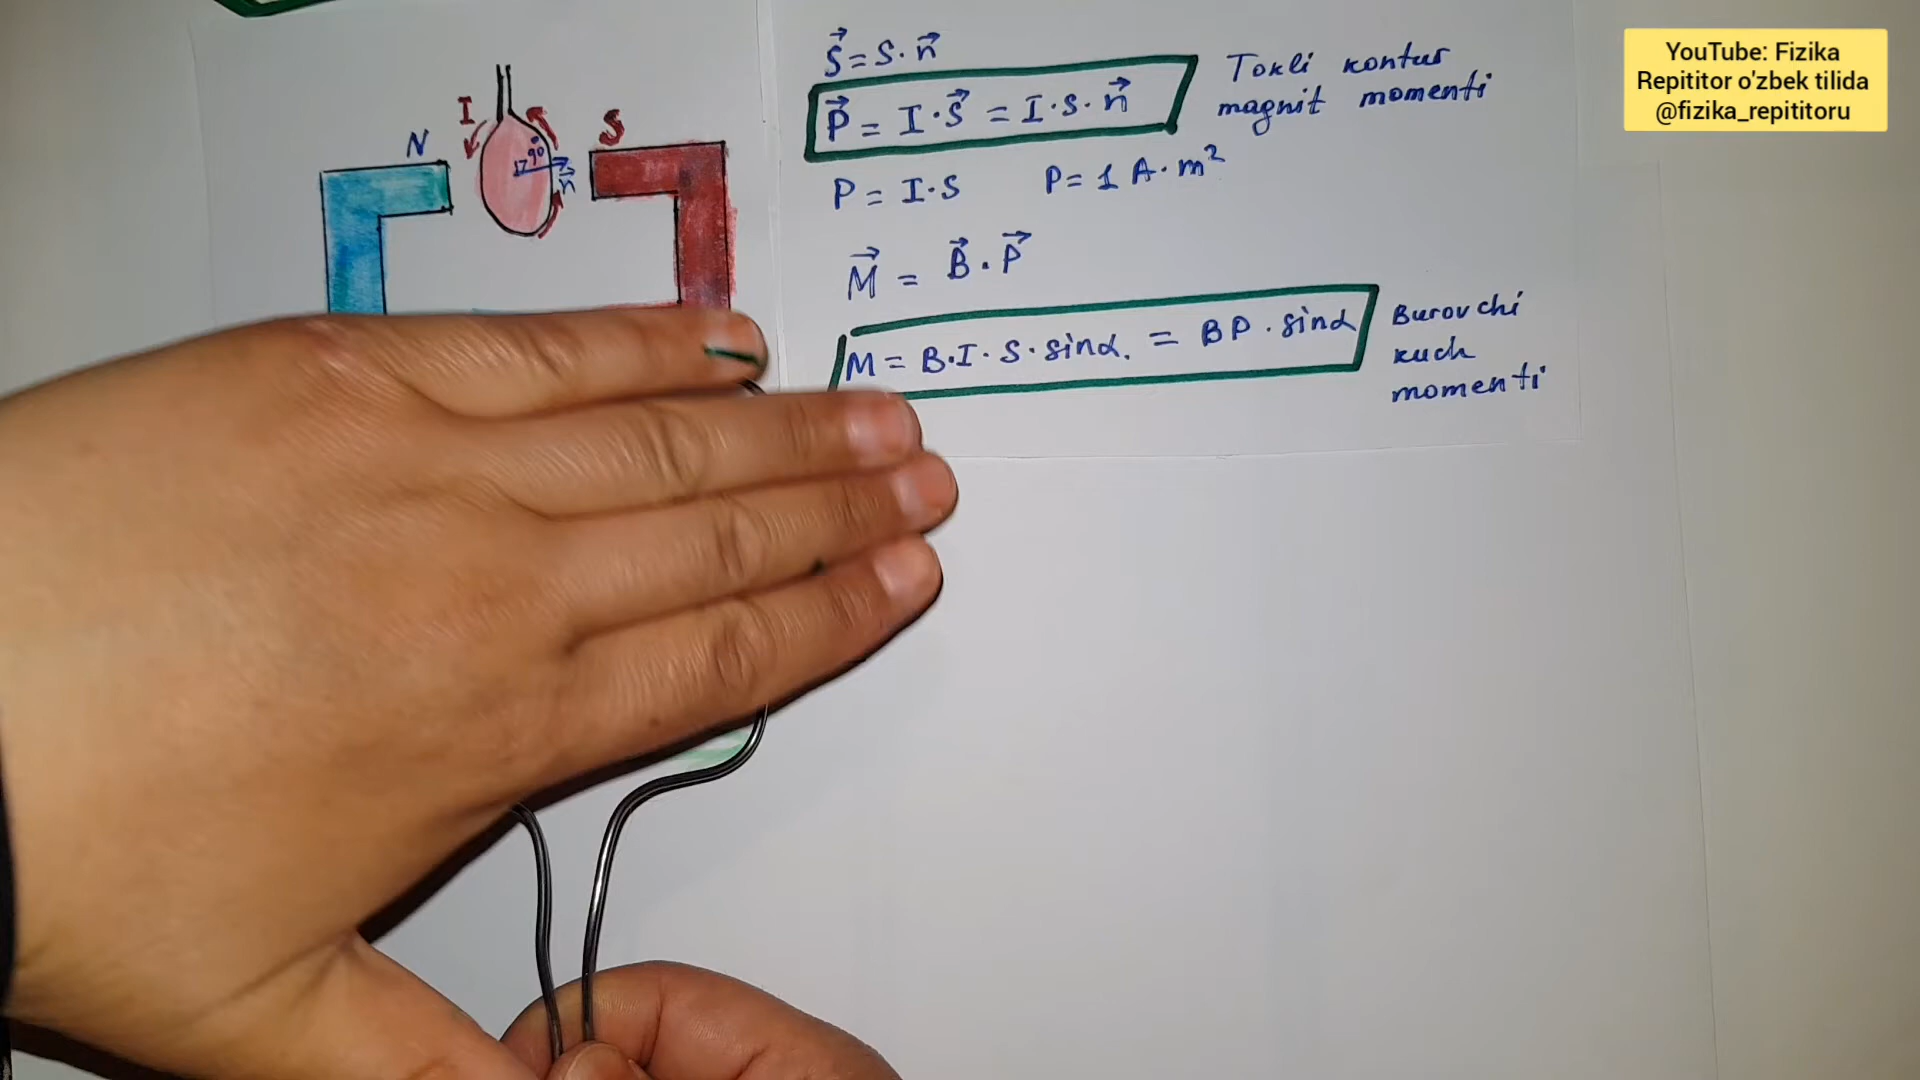 I
N
S
90°
n⃗
S⃗ = S · n⃗
P⃗ = I · S⃗ = I · S · n⃗
Tokli kontur
magnit momenti
P = I · S P = 1 A · m²
M⃗ = B⃗ · P⃗
M = B · I · S · sinα. = BP · sinα
Burovchi
kuch
momenti
YouTube: Fizika
Repititor o'zbek tilida
@fizika_repititoru